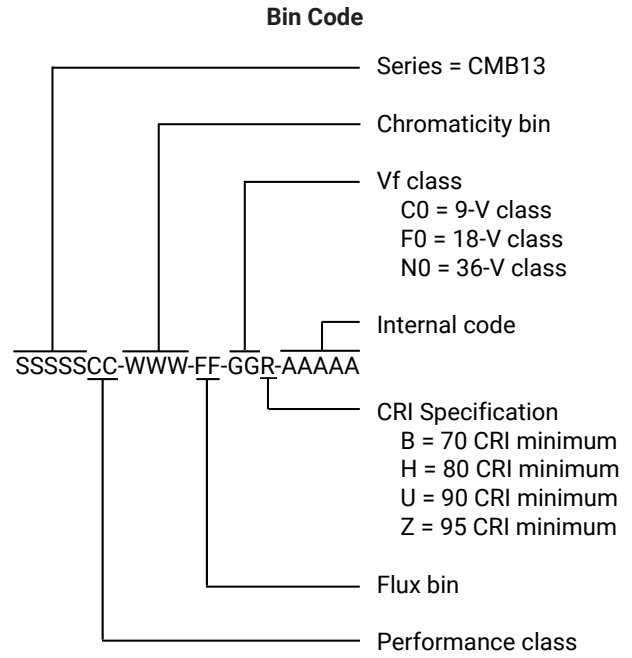 Bin Code
Series = CMB13
Chromaticity bin
Vf class
C0 = 9-V class
F0 = 18-V class
N0 = 36-V class
Internal code
SSSSSCC-WWW-FF-GGR-AAAAA
CRI Specification
B = 70 CRI minimum
H = 80 CRI minimum
U = 90 CRI minimum
Z = 95 CRI minimum
Flux bin
Performance class